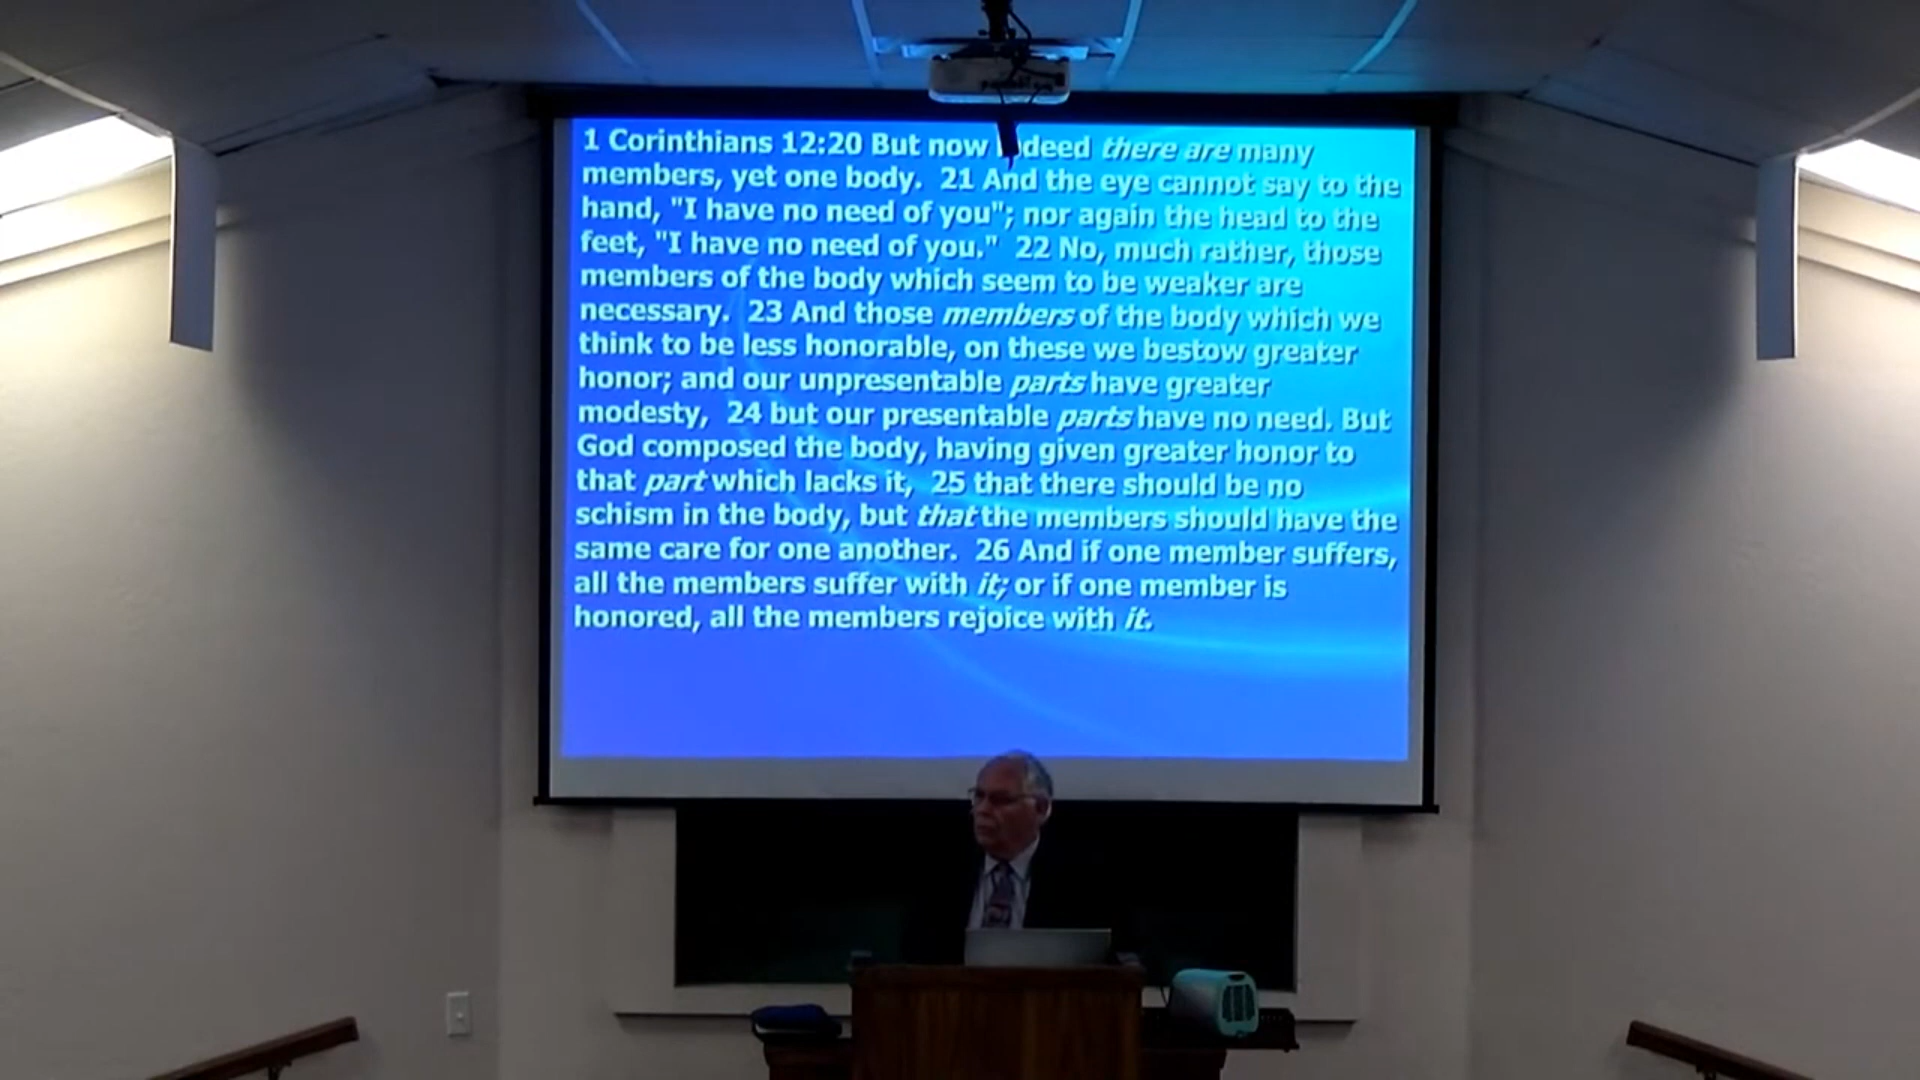 1 Corinthians 12:20 But now indeed there are many
members, yet one body. 21 And the eye cannot say to the
hand, "I have no need of you"; nor again the head to the
feet, "I have no need of you." 22 No, much rather, those
members of the body which seem to be weaker are
necessary. 23 And those members of the body which we
think to be less honorable, on these we bestow greater
honor; and our unpresentable parts have greater
modesty, 24 but our presentable parts have no need. But
God composed the body, having given greater honor to
that part which lacks it, 25 that there should be no
schism in the body, but that the members should have the
same care for one another. 26 And if one member suffers,
all the members suffer with it; or if one member is
honored, all the members rejoice with it.